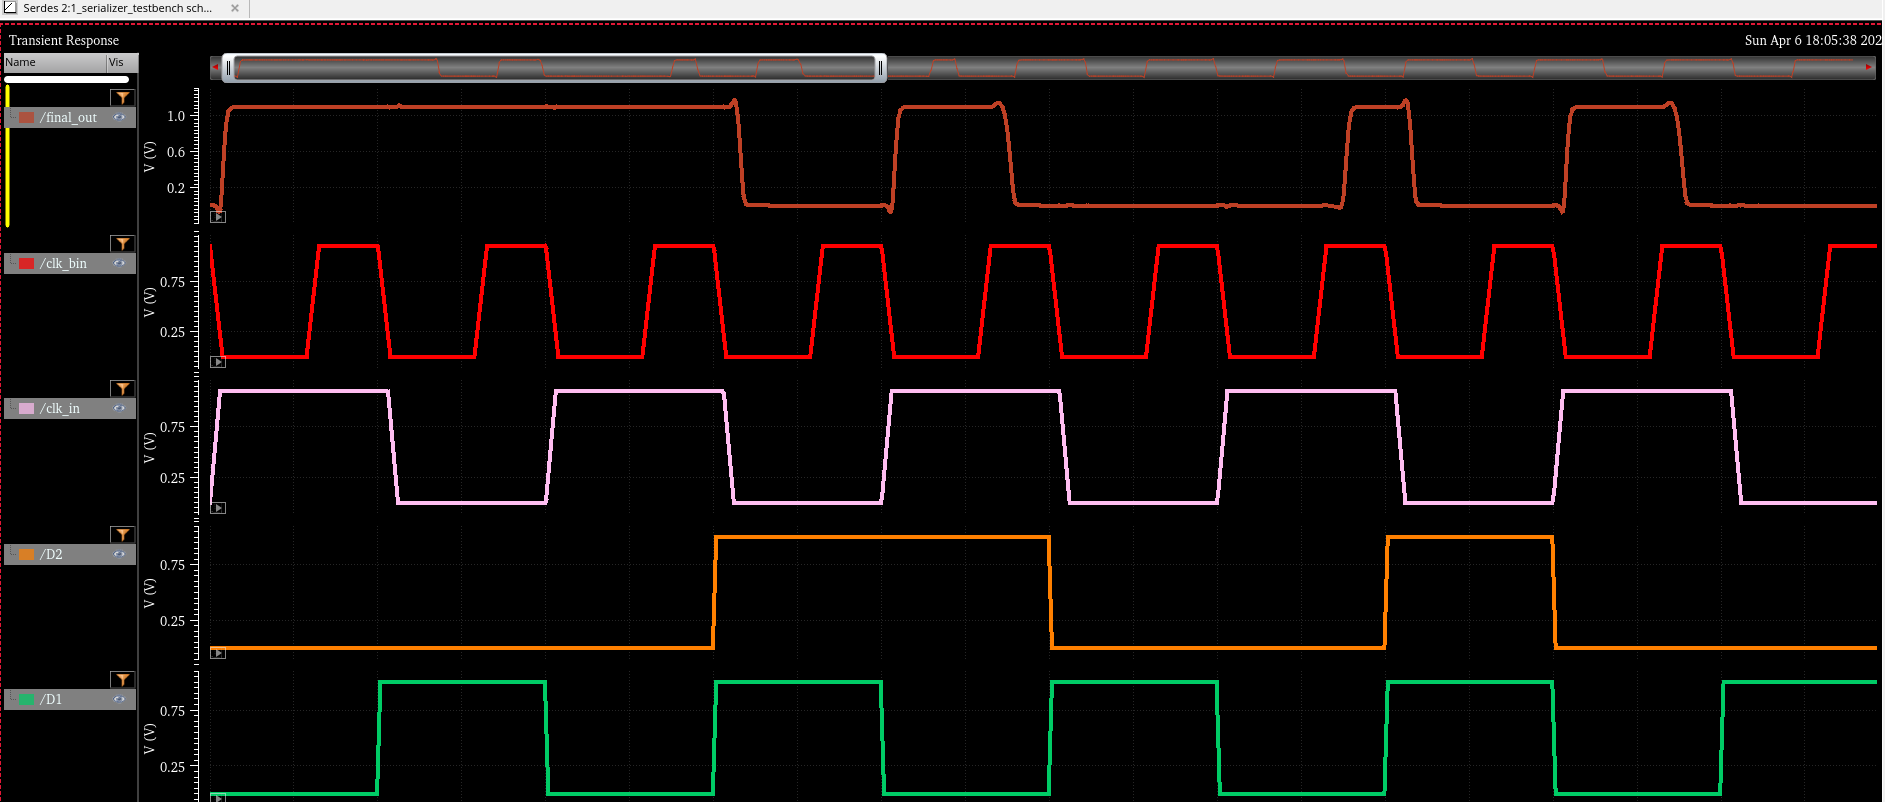 Serdes 2:1_serializer_testbench sch...
Transient Response
Sun Apr 6 18:05:38 202
Name Vis
/final_out
V (V)
1.0
0.6
0.2
/clk_bin
V (V)
0.75
0.25
/clk_in
V (V)
0.75
0.25
/D2
V (V)
0.75
0.25
/D1
V (V)
0.75
0.25